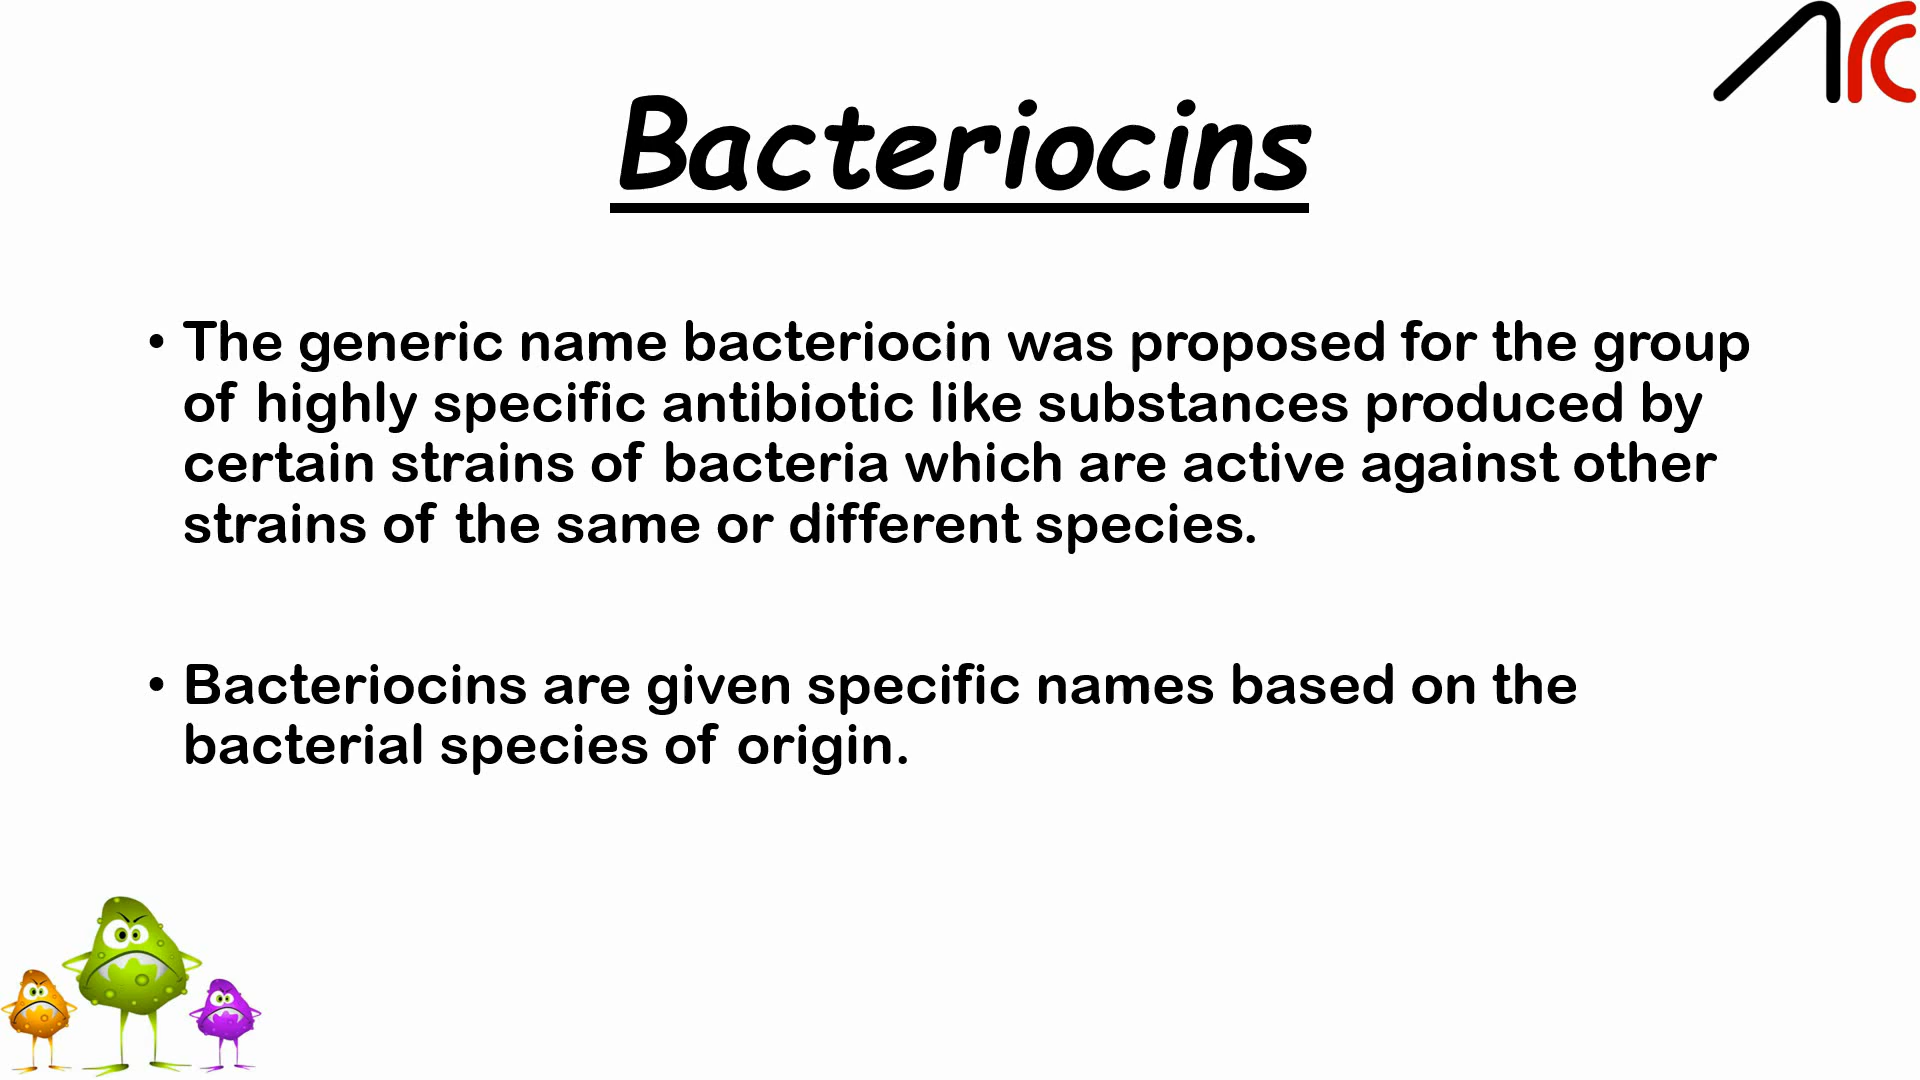 Bacteriocins
• The generic name bacteriocin was proposed for the group
of highly specific antibiotic like substances produced by
certain strains of bacteria which are active against other
strains of the same or different species.
• Bacteriocins are given specific names based on the
bacterial species of origin.